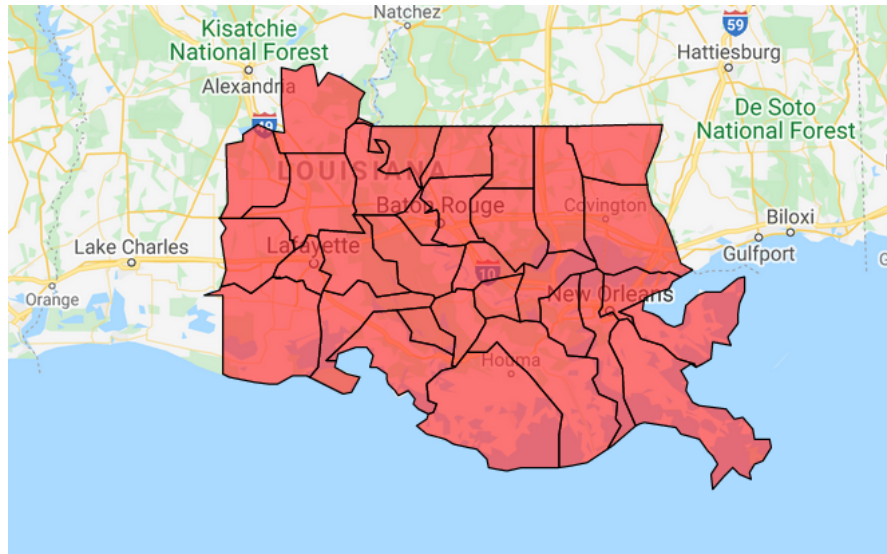 Natchez
Kisatchie
National Forest
59
Hattiesburg
Alexandria
De Soto
National Forest
49
LOUISIANA
Baton Rouge
Covington
Biloxi
Lake Charles
Lafayette
Gulfport
10
New Orleans
Orange
G
Houma